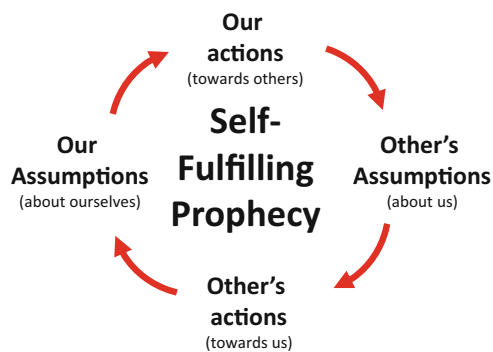 Our
actions
(towards others)
Self-
Fulfilling
Prophecy
Other's
Assumptions
(about us)
Other's
actions
(towards us)
Our
Assumptions
(about ourselves)